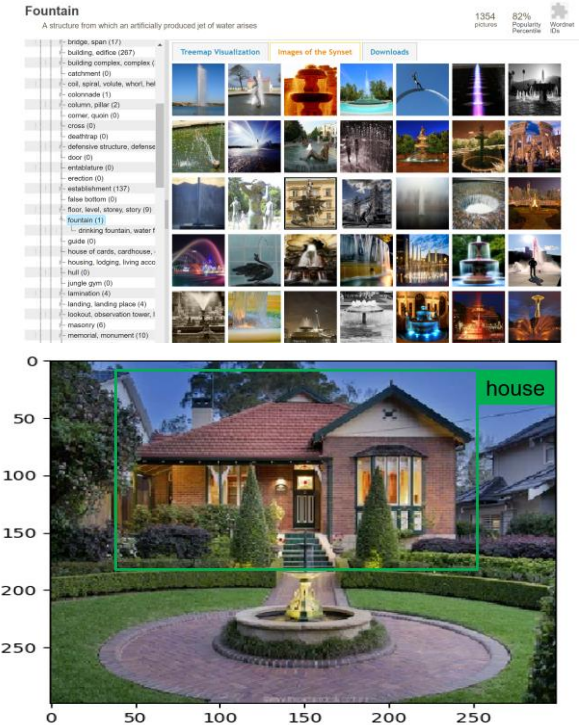 Fountain
A structure from which an artificially produced jet of water arises
1354
pictures
82%
Popularity
Percentile
Wordnet
IDs
bridge, span (17)
building, edifice (267)
building complex, complex (
catchment (0)
coil, spiral, volute, whorl, hel
colonnade (1)
column, pillar (2)
corner, quoin (0)
cross (0)
deathtrap (0)
defensive structure, defense
door (0)
entablature (0)
erection (0)
establishment (137)
false bottom (0)
floor, level, storey, story (9)
fountain (1)
drinking fountain, water f
guide (0)
house of cards, cardhouse,
housing, lodging, living acco
hull (0)
jungle gym (0)
lamination (4)
landing, landing place (4)
lookout, observation tower, l
masonry (6)
memorial, monument (10)
Treemap Visualization
Images of the Synset
Downloads
house
0
50
100
150
200
250
0
50
100
150
200
250